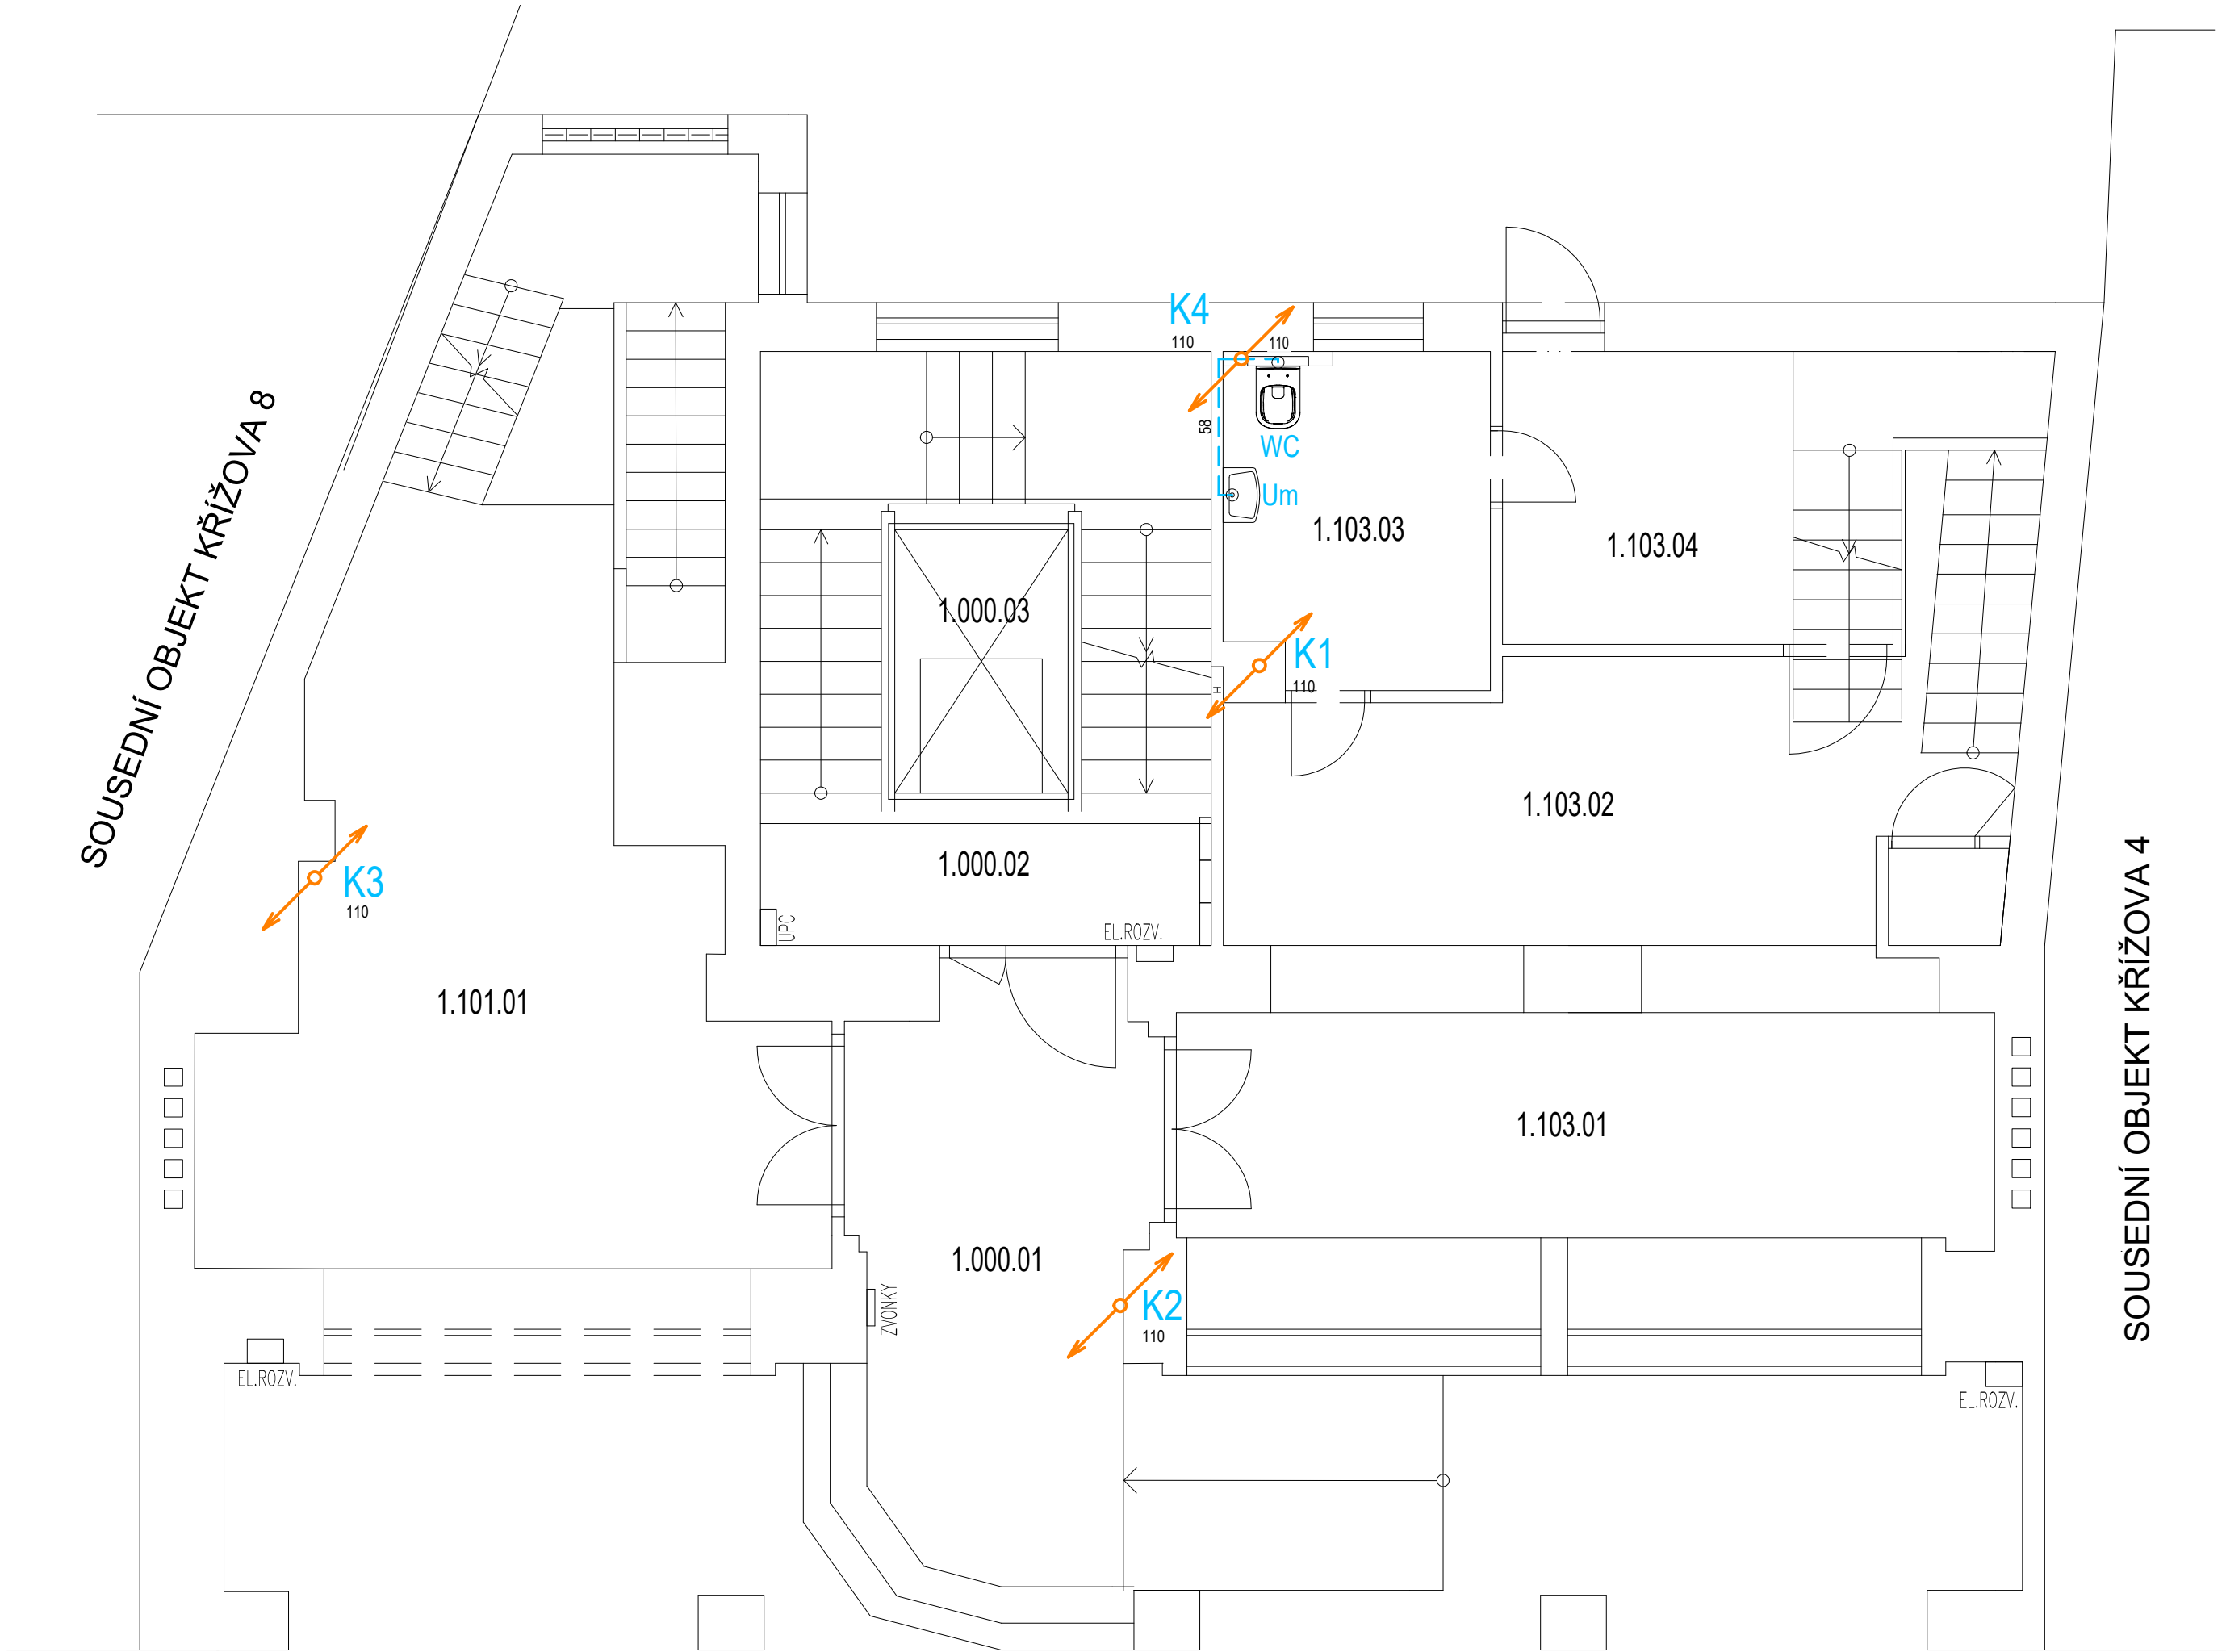 K4
110
110
58
WC
Um
1.103.03
1.103.04
SOUSEDNÍ OBJEKT KŘÍŽOVA 8
1.000.03
K1
110
H
1.103.02
1.000.02
K3
110
UPC
EL.ROZV.
1.101.01
1.103.01
SOUSEDNÍ OBJEKT KŘÍŽOVA 4
1.000.01
ZVONKY
K2
110
EL.ROZV.
EL.ROZV.